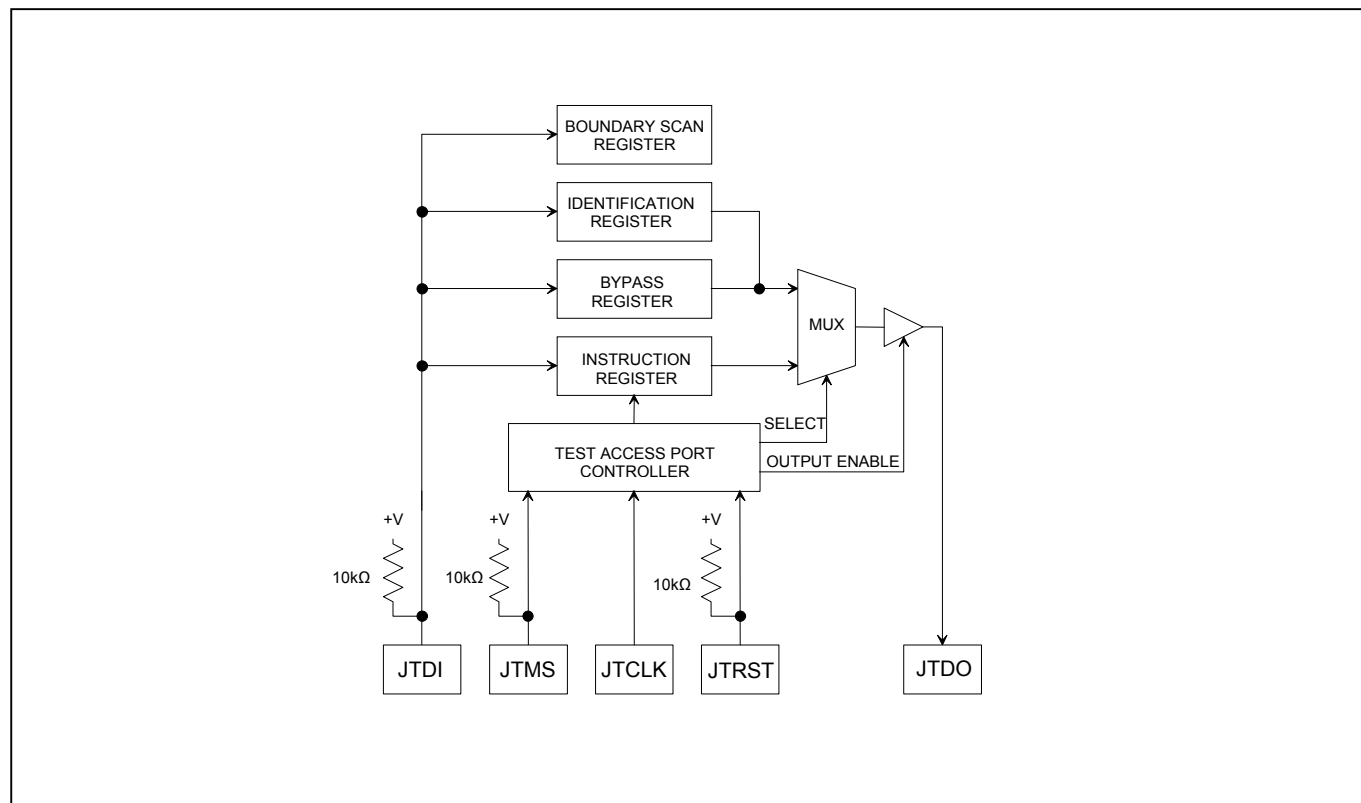 BOUNDARY SCAN
REGISTER
IDENTIFICATION
REGISTER
BYPASS
REGISTER
MUX
INSTRUCTION
REGISTER
SELECT
TEST ACCESS PORT
CONTROLLER
OUTPUT ENABLE
+V
+V
+V
10kΩ
10kΩ
10kΩ
JTDI
JTMS
JTCLK
JTRST
JTDO